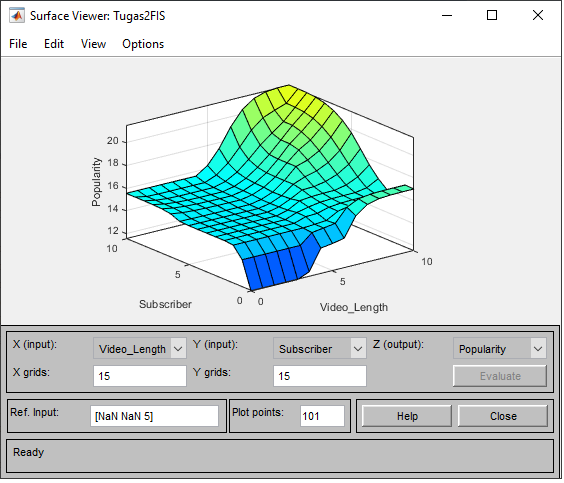 Surface Viewer: Tugas2FIS
File Edit View Options
20
18
16
14
12
Popularity
10
5
0
Subscriber
0
5
10
Video_Length
X (input): Video_Length Y (input): Subscriber Z (output): Popularity
X grids: 15 Y grids: 15 Evaluate
Ref. Input: [NaN NaN 5] Plot points: 101 Help Close
Ready